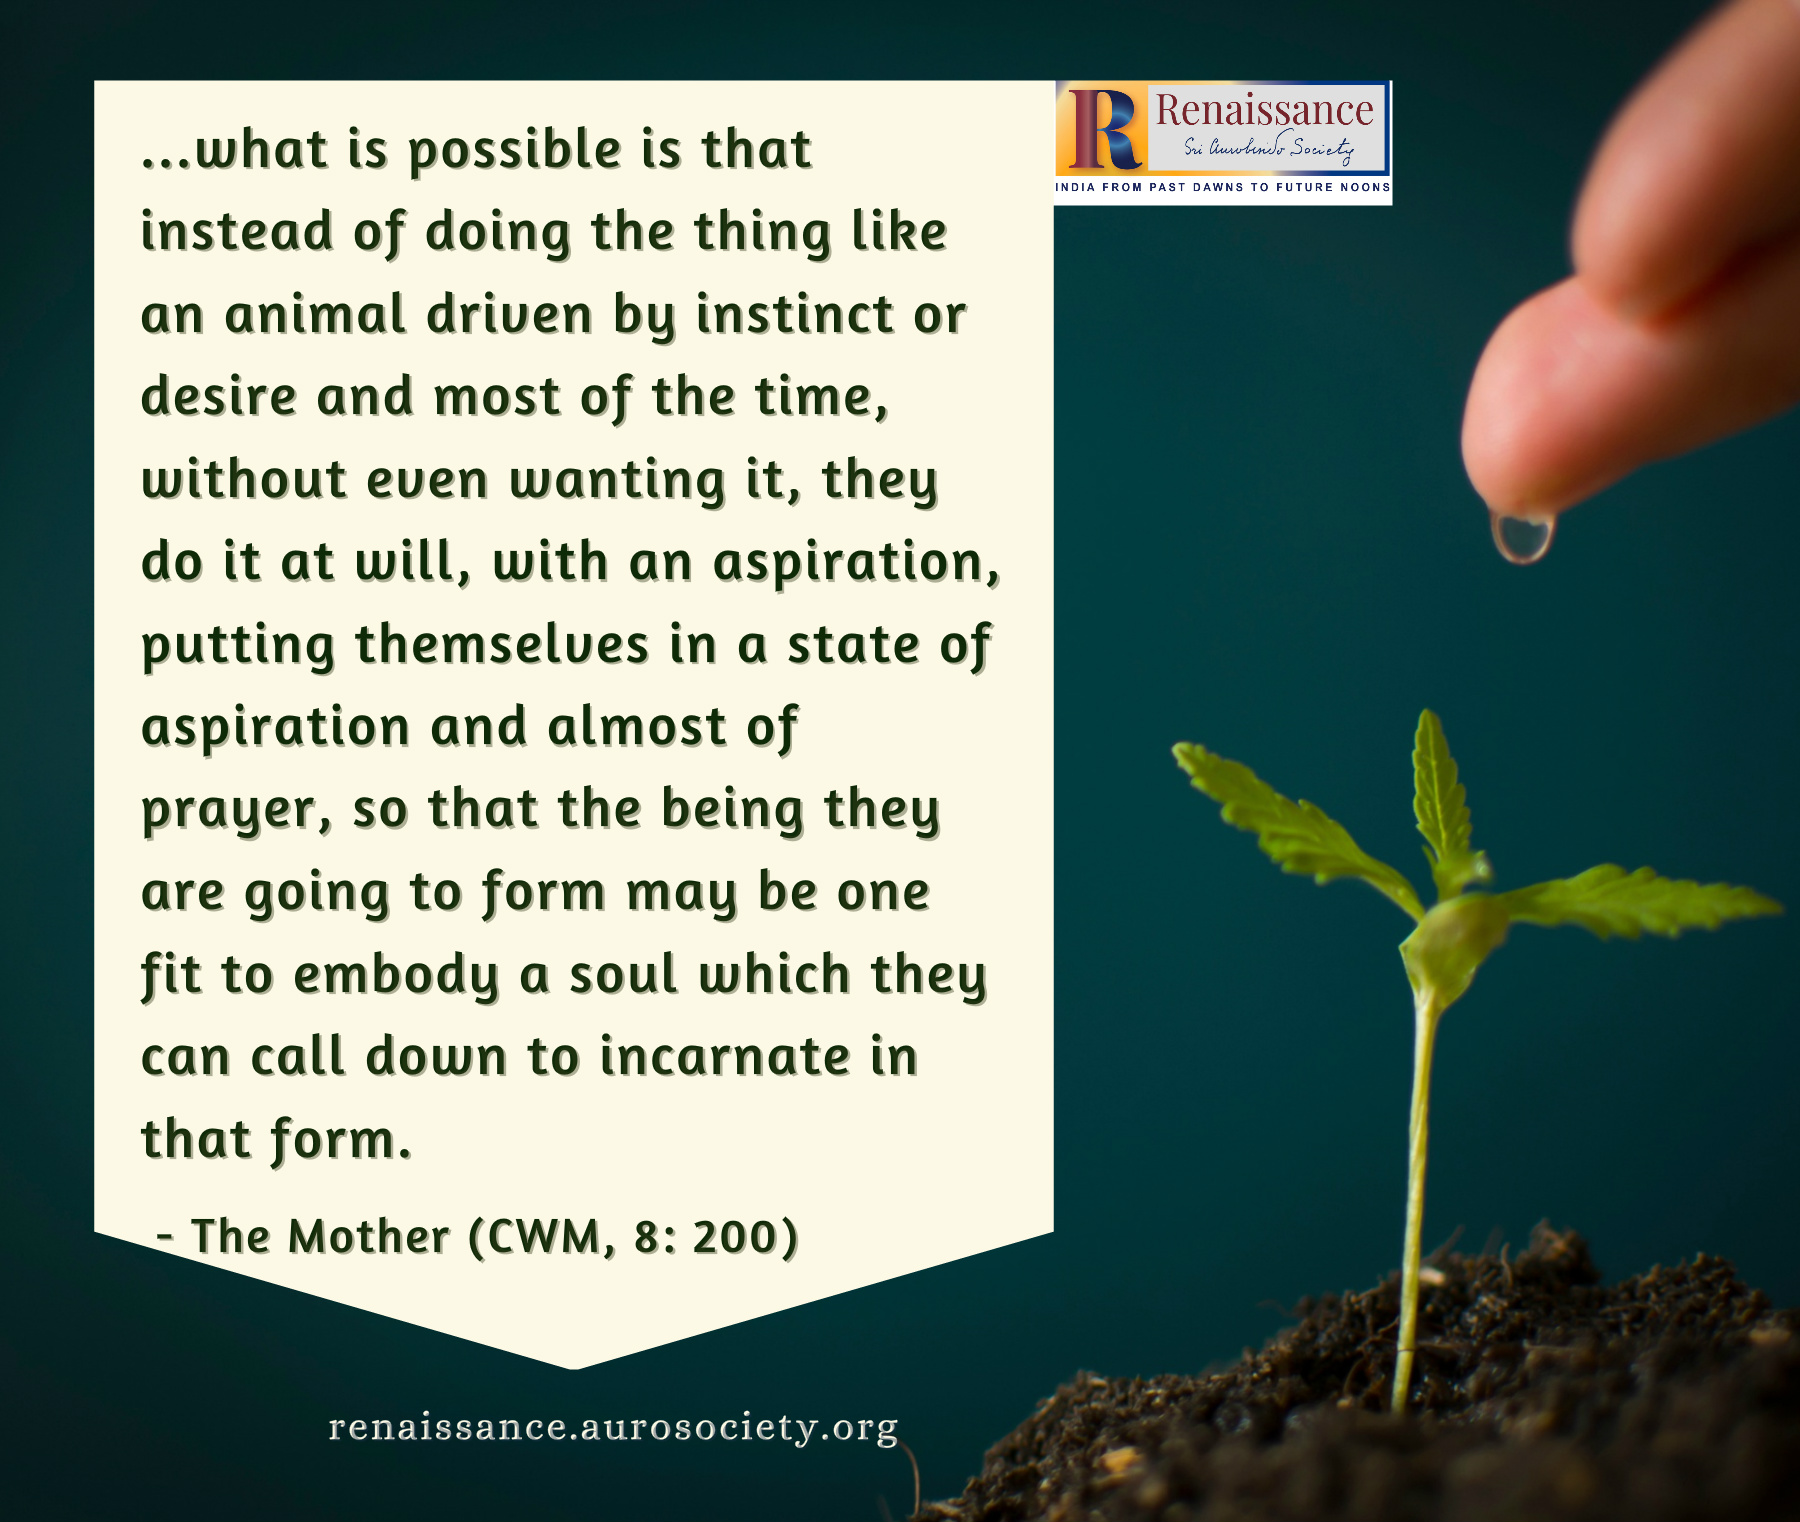 ...what is possible is that
instead of doing the thing like
an animal driven by instinct or
desire and most of the time,
without even wanting it, they
do it at will, with an aspiration,
putting themselves in a state of
aspiration and almost of
prayer, so that the being they
are going to form may be one
fit to embody a soul which they
can call down to incarnate in
that form.
- The Mother (CWM, 8: 200)
R Renaissance
Sri Aurobindo Society
INDIA FROM PAST DAWNS TO FUTURE NOONS
renaissance.aurosociety.org